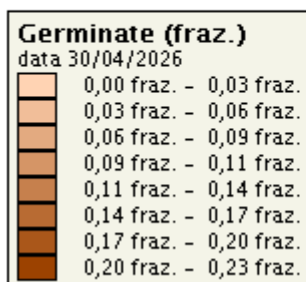 Germinate (fraz.)
data 30/04/2026
0,00 fraz. - 0,03 fraz.
0,03 fraz. - 0,06 fraz.
0,06 fraz. - 0,09 fraz.
0,09 fraz. - 0,11 fraz.
0,11 fraz. - 0,14 fraz.
0,14 fraz. - 0,17 fraz.
0,17 fraz. - 0,20 fraz.
0,20 fraz. - 0,23 fraz.